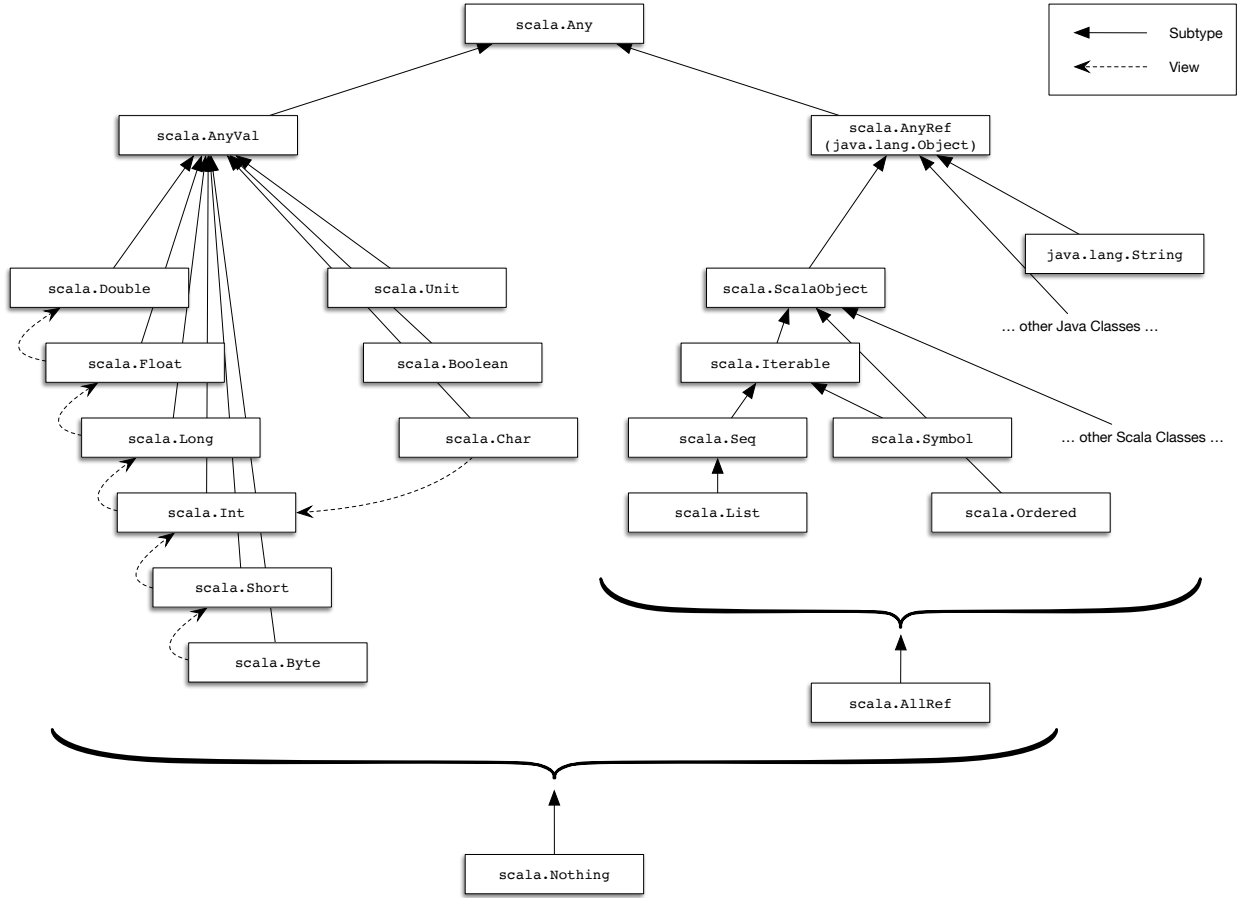 scala.Any
Subtype
View
scala.AnyVal
scala.AnyRef
(java.lang.Object)
java.lang.String
scala.Double
scala.Unit
scala.ScalaObject
… other Java Classes …
scala.Float
scala.Boolean
scala.Iterable
scala.Long
scala.Char
scala.Seq
scala.Symbol
… other Scala Classes …
scala.Int
scala.List
scala.Ordered
scala.Short
scala.Byte
scala.AllRef
scala.Nothing